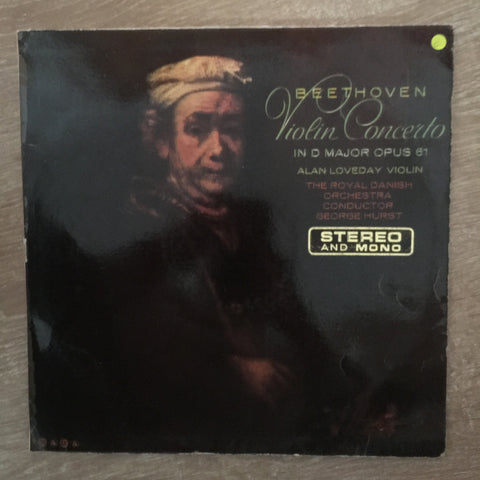 BEETHOVEN
Violin Concerto
IN D MAJOR OPUS 61
ALAN LOVEDAY VIOLIN
THE ROYAL DANISH
ORCHESTRA
CONDUCTOR
GEORGE HURST
STEREO
AND MONO